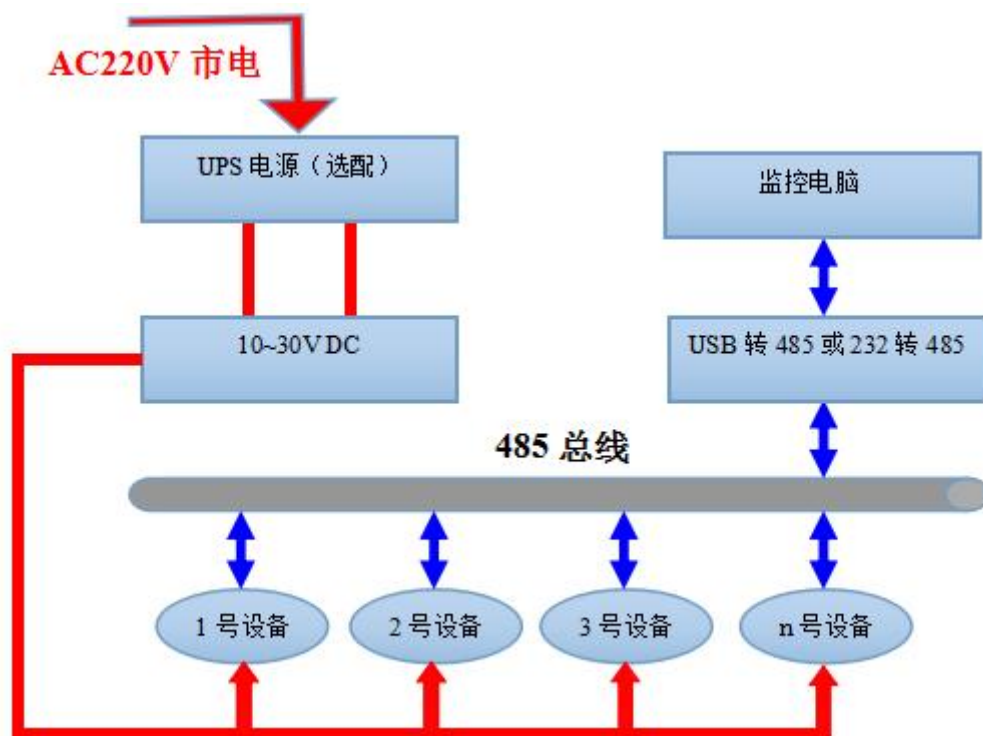 AC220V 市电
UPS 电源（选配）
监控电脑
10~30V DC
USB 转 485 或 232 转 485
485 总线
1 号设备
2 号设备
3 号设备
n 号设备